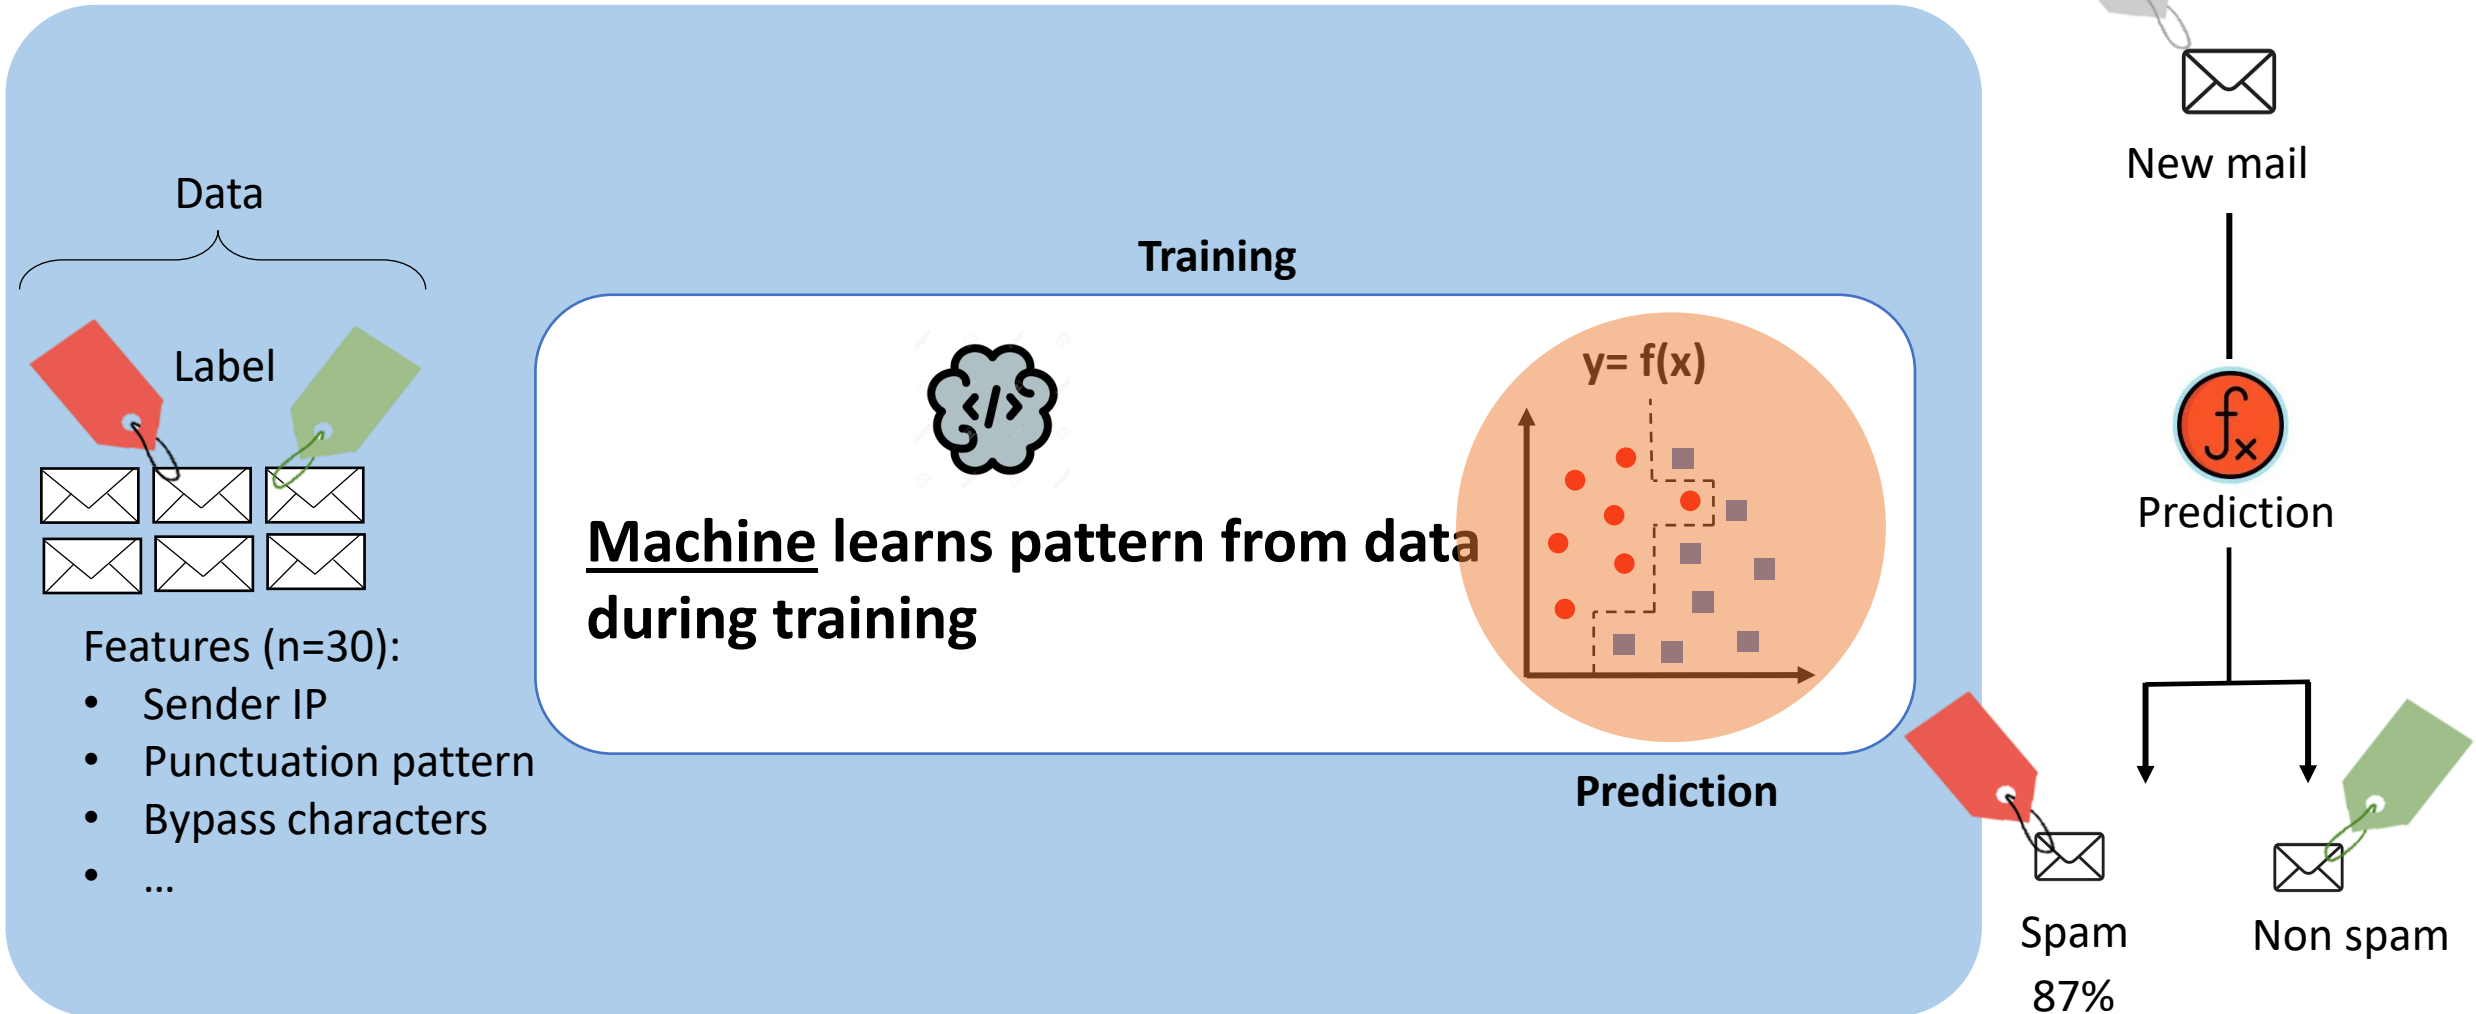 Data
Label
Features (n=30):
• Sender IP
• Punctuation pattern
• Bypass characters
• ...
Training
</>
Machine learns pattern from data
during training
y= f(x)
Prediction
New mail
fx
Prediction
Spam
87%
Non spam